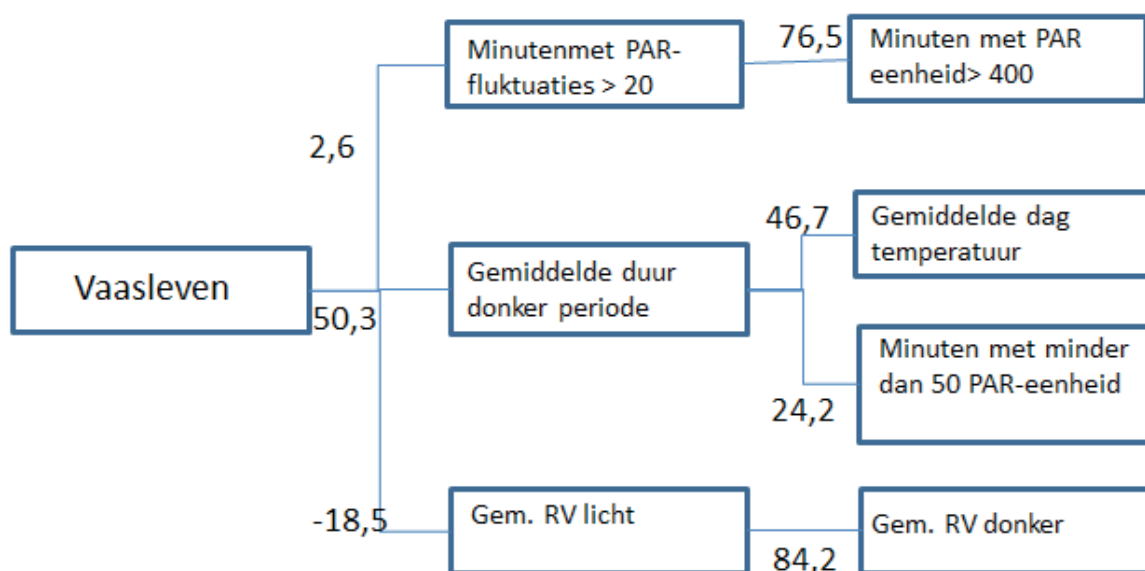 Minutenmet PAR-
fluktuaties > 20
76,5
Minuten met PAR
eenheid> 400
2,6
Vaasleven
50,3
Gemiddelde duur
donker periode
46,7
Gemiddelde dag
temperatuur
Minuten met minder
dan 50 PAR-eenheid
24,2
-18,5
Gem. RV licht
84,2
Gem. RV donker